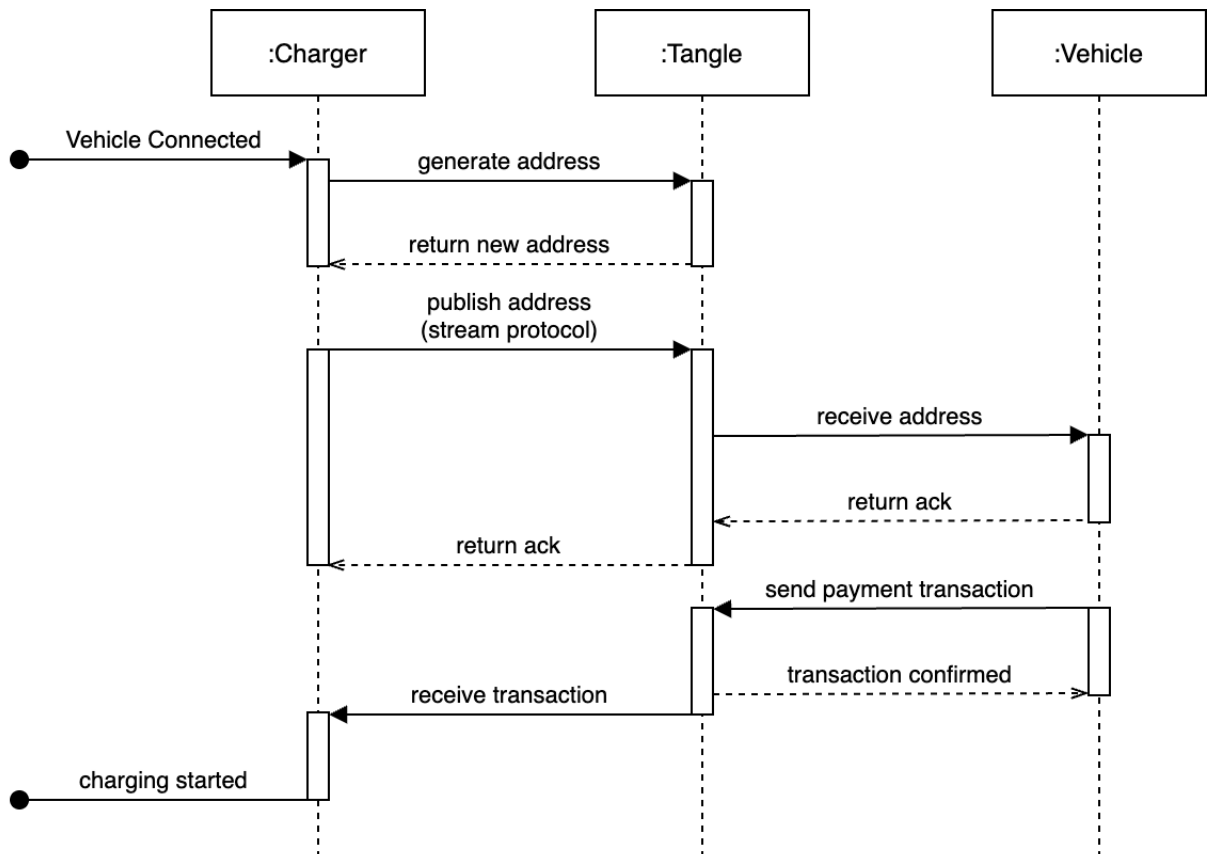 :Charger
:Tangle
:Vehicle
Vehicle Connected
generate address
return new address
publish address
(stream protocol)
receive address
return ack
return ack
send payment transaction
transaction confirmed
receive transaction
charging started